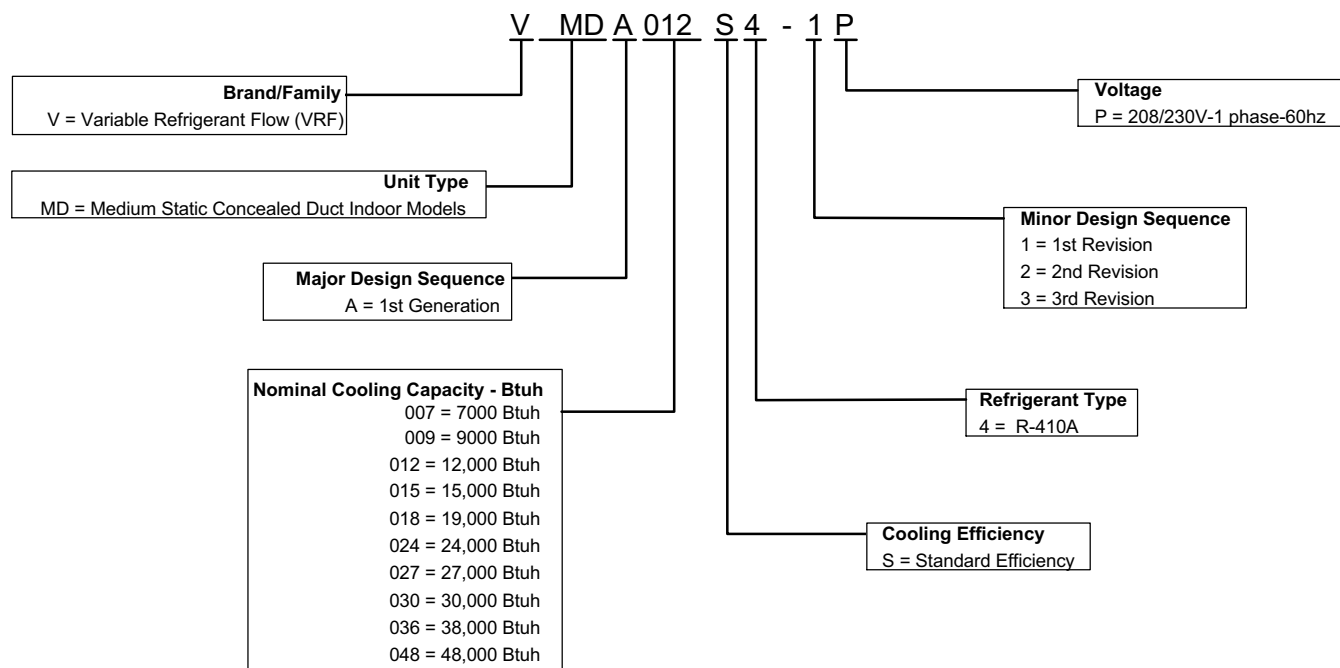 V MD A 012 S 4 - 1 P
Brand/Family
V = Variable Refrigerant Flow (VRF)
Voltage
P = 208/230V-1 phase-60hz
Unit Type
MD = Medium Static Concealed Duct Indoor Models
Minor Design Sequence
1 = 1st Revision
2 = 2nd Revision
3 = 3rd Revision
Major Design Sequence
A = 1st Generation
Nominal Cooling Capacity - Btuh
007 = 7000 Btuh
009 = 9000 Btuh
012 = 12,000 Btuh
015 = 15,000 Btuh
018 = 19,000 Btuh
024 = 24,000 Btuh
027 = 27,000 Btuh
030 = 30,000 Btuh
036 = 38,000 Btuh
048 = 48,000 Btuh
Refrigerant Type
4 = R-410A
Cooling Efficiency
S = Standard Efficiency